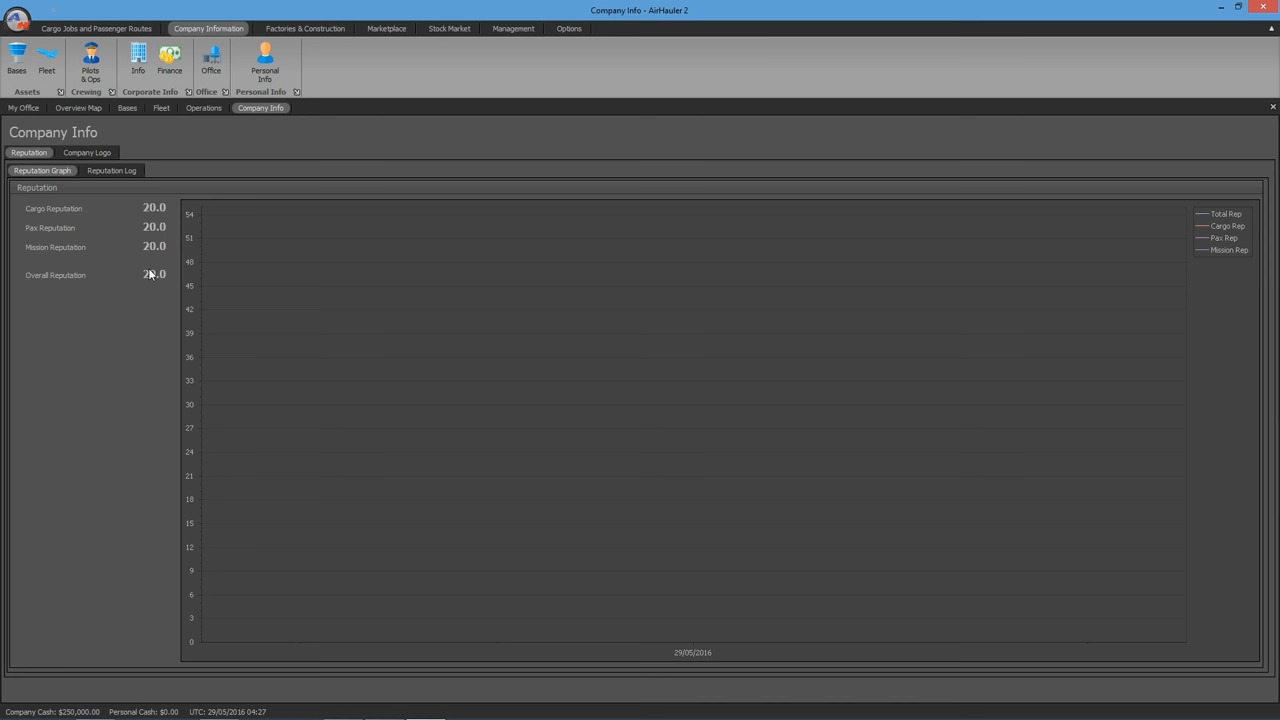 Company Info - AirHauler 2
Cargo Jobs and Passenger Routes Company Information Factories & Construction Marketplace Stock Market Management Options
Bases Fleet Pilots & Ops Info Finance Office Personal Info
Assets Crewing Corporate Info Office Personal Info
My Office Overview Map Bases Fleet Operations Company Info
Company Info
Reputation Company Logo
Reputation Graph Reputation Log
Reputation
Cargo Reputation 20.0
Pax Reputation 20.0
Mission Reputation 20.0
Overall Reputation
54
51
48
45
42
39
36
33
30
27
24
21
18
15
12
9
6
3
0
29/05/2016
Total Rep
Cargo Rep
Pax Rep
Mission Rep
Company Cash: $250,000.00 Personal Cash: $0.00 UTC: 29/05/2016 04:27